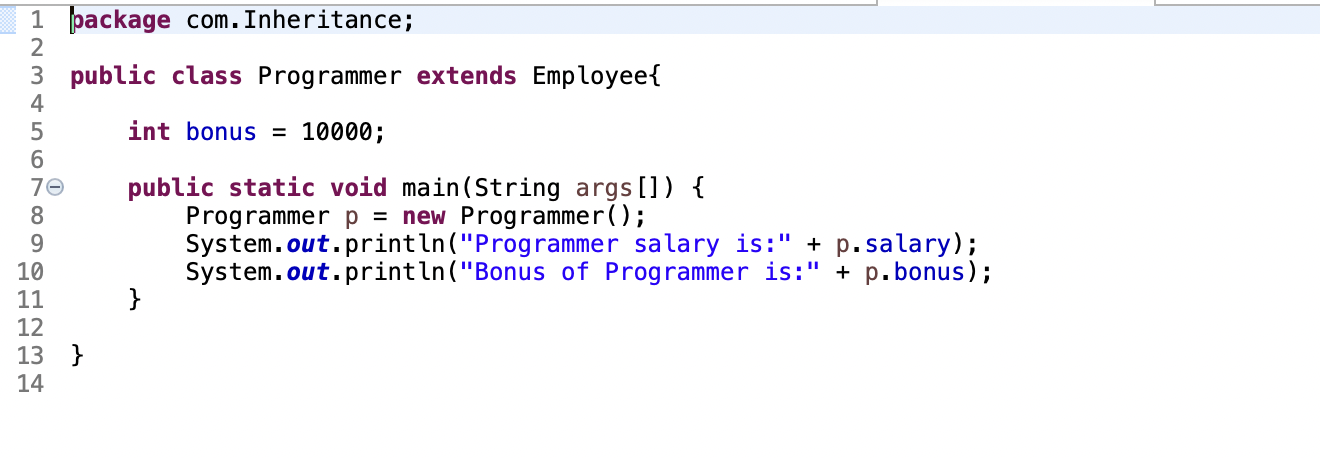 1 package com.Inheritance;
2
3 public class Programmer extends Employee{
4
5     int bonus = 10000;
6
7     public static void main(String args[]) {
8         Programmer p = new Programmer();
9         System.out.println("Programmer salary is:" + p.salary);
10         System.out.println("Bonus of Programmer is:" + p.bonus);
11     }
12
13 }
14